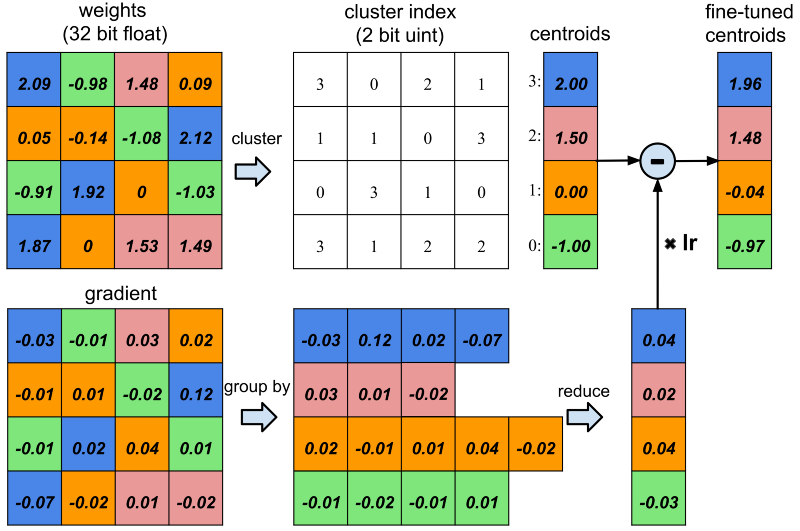 weights
(32 bit float)
cluster index
(2 bit uint)
centroids
fine-tuned
centroids
2.09 -0.98 1.48 0.09
0.05 -0.14 -1.08 2.12
-0.91 1.92 0 -1.03
1.87 0 1.53 1.49
cluster
3 0 2 1
1 1 0 3
0 3 1 0
3 1 2 2
3: 2.00
2: 1.50
1: 0.00
0: -1.00
-
× lr
1.96
1.48
-0.04
-0.97
gradient
-0.03 -0.01 0.03 0.02
-0.01 0.01 -0.02 0.12
-0.01 0.02 0.04 0.01
-0.07 -0.02 0.01 -0.02
group by
-0.03 0.12 0.02 -0.07
0.03 0.01 -0.02
0.02 -0.01 0.01 0.04 -0.02
-0.01 -0.02 -0.01 0.01
reduce
0.04
0.02
0.04
-0.03